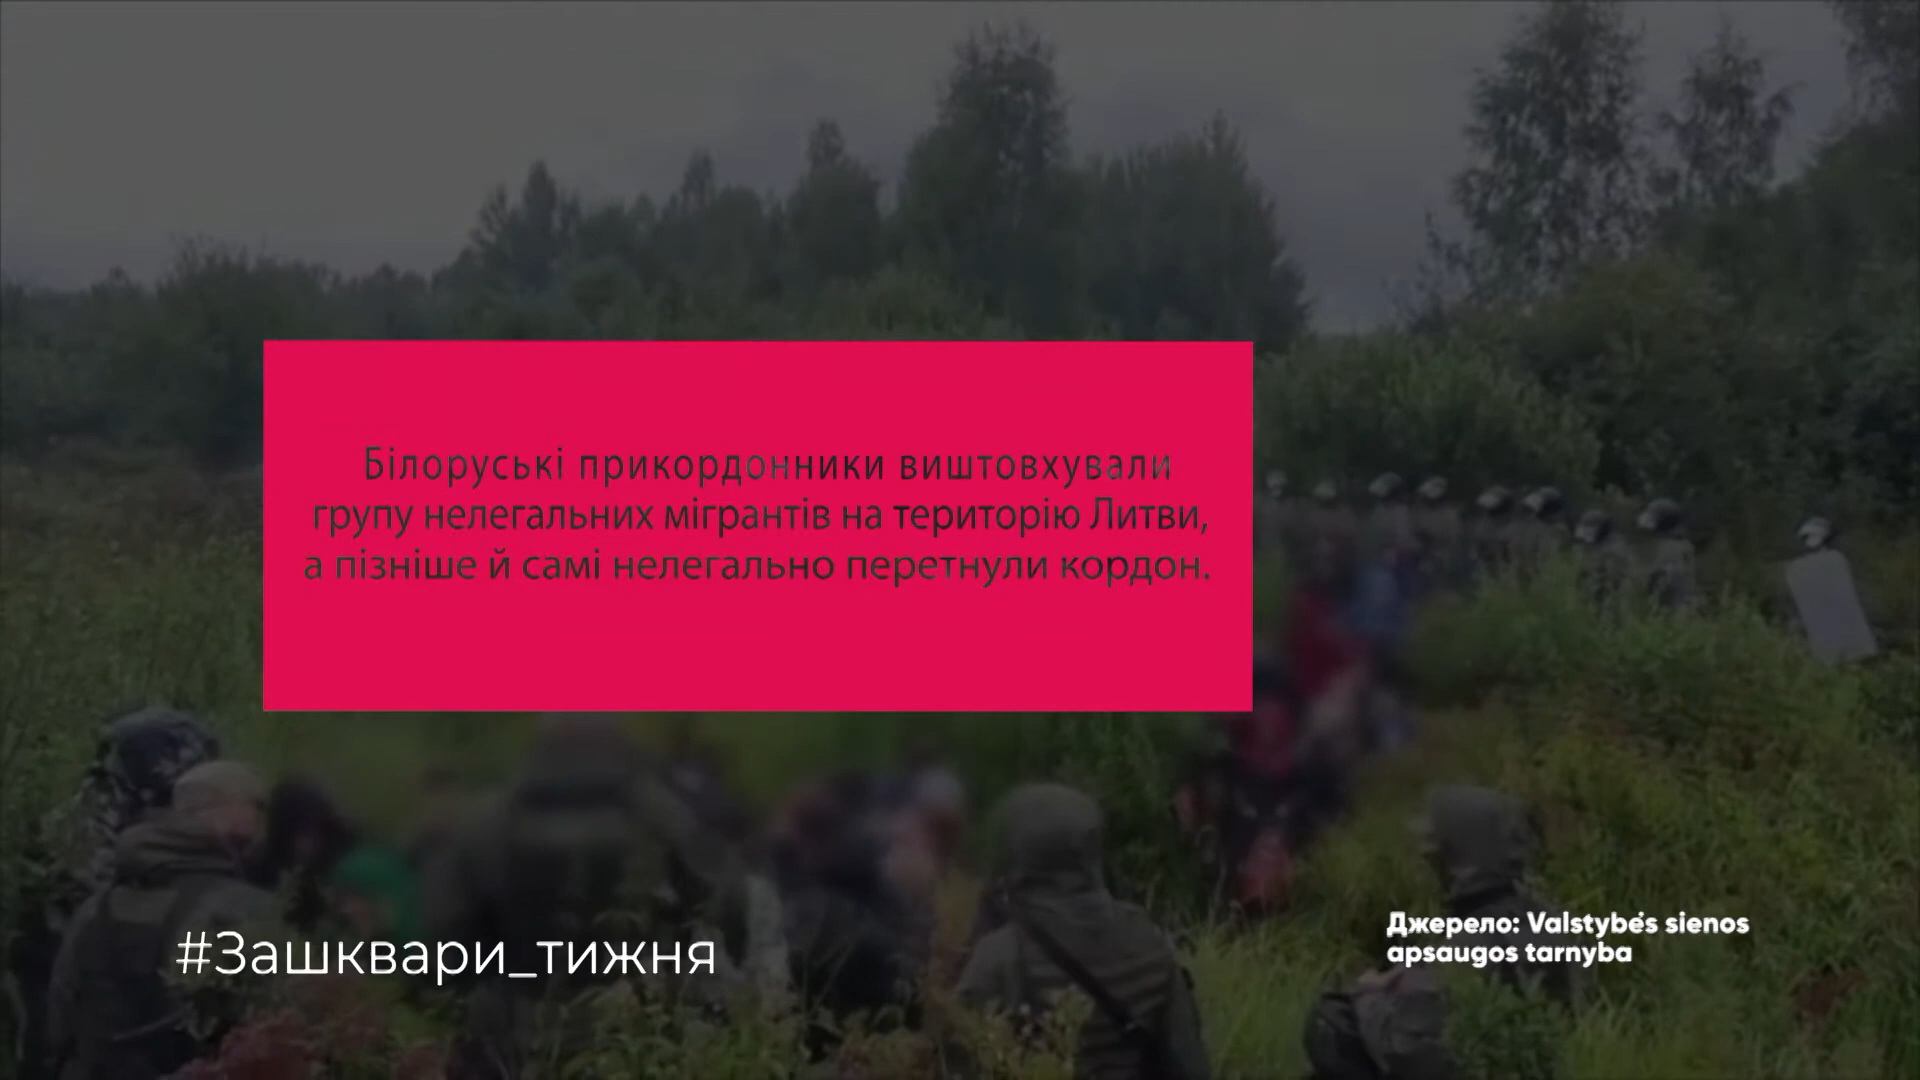 Білоруські прикордонники виштовхували
групу нелегальних мігрантів на територію Литви,
а пізніше й самі нелегально перетнули кордон.
#Зашквари_тижня
Джерело: Valstybės sienos
apsaugos tarnyba